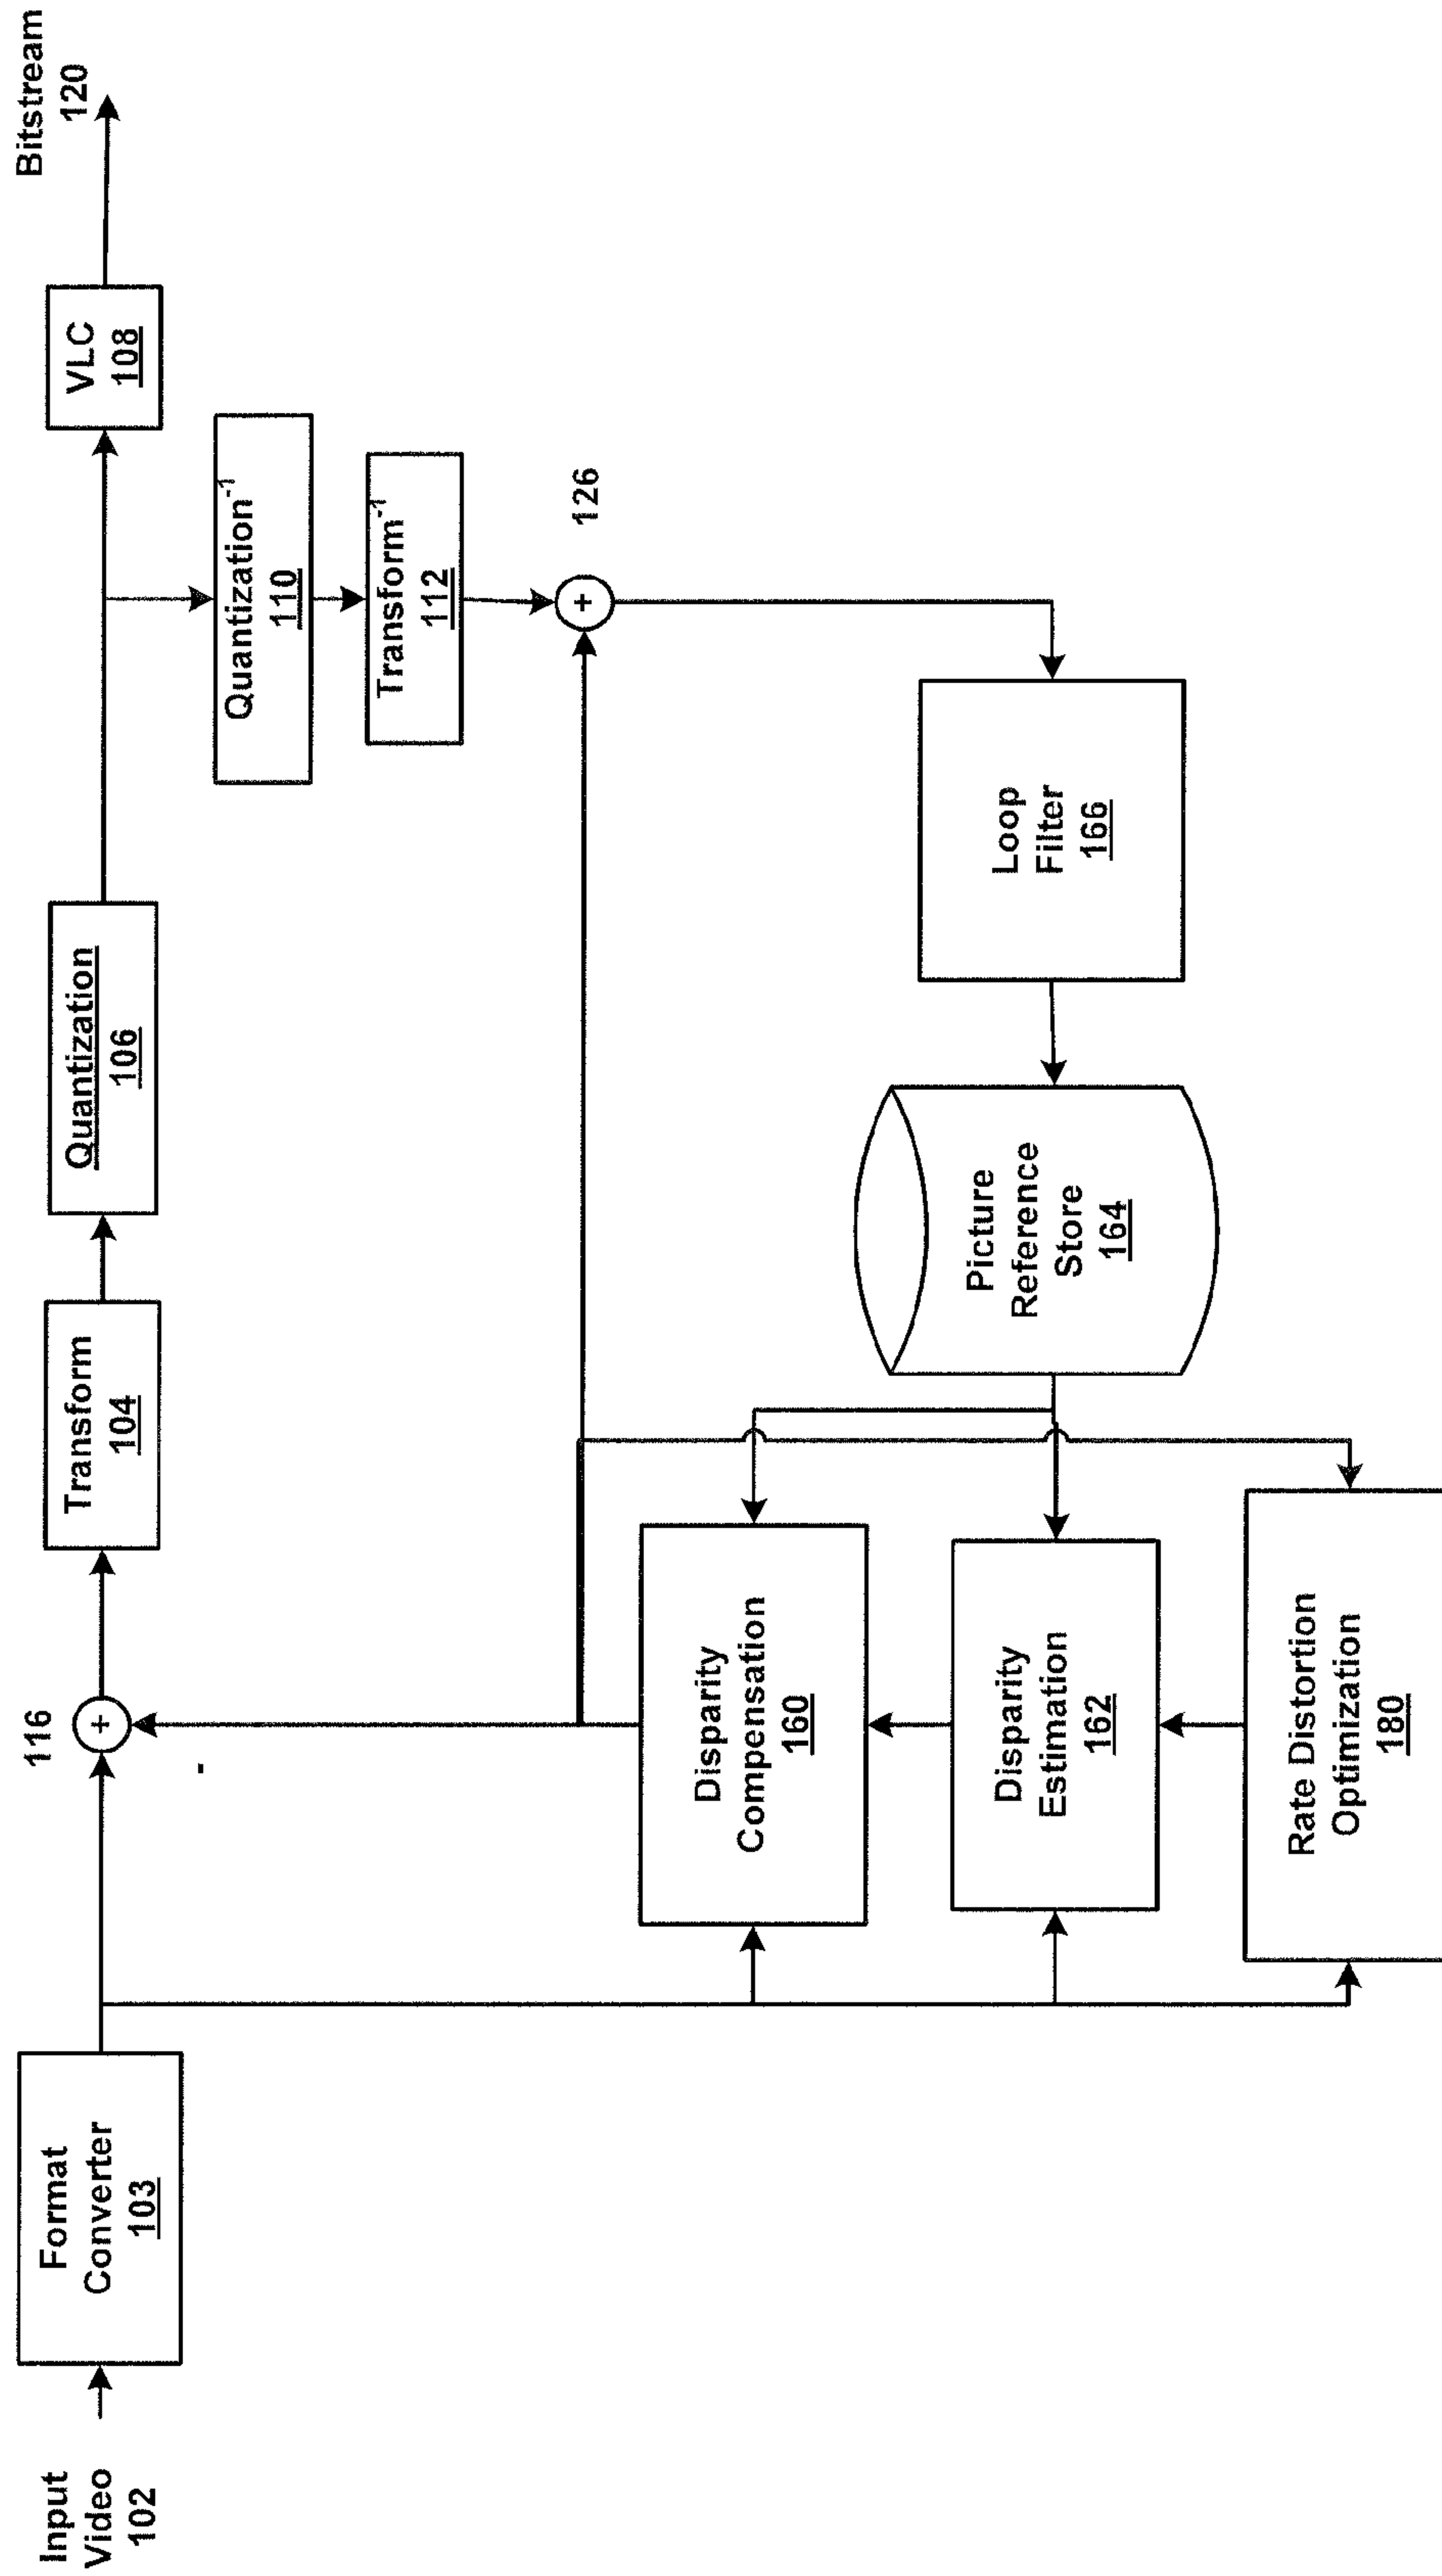 Input
Video
102
Format
Converter
103
116
+
-
Transform
104
Quantization
106
VLC
108
Bitstream
120
Quantization-1
110
Transform-1
112
+
126
Disparity
Compensation
160
Disparity
Estimation
162
Rate Distortion
Optimization
180
Picture
Reference
Store
164
Loop
Filter
166